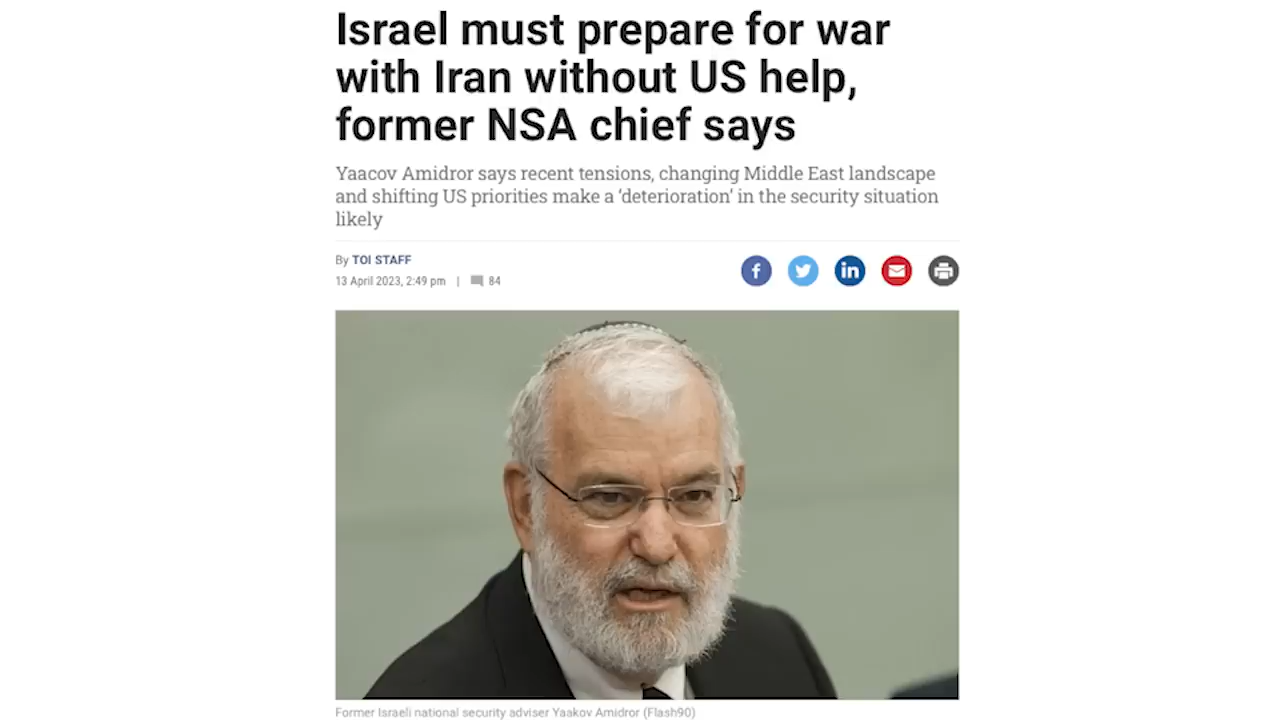 Israel must prepare for war
with Iran without US help,
former NSA chief says
Yaacov Amidror says recent tensions, changing Middle East landscape
and shifting US priorities make a ‘deterioration’ in the security situation
likely
By TOI STAFF
13 April 2023, 2:49 pm | 84
f in
Former Israeli national security adviser Yaakov Amidror (Flash90)